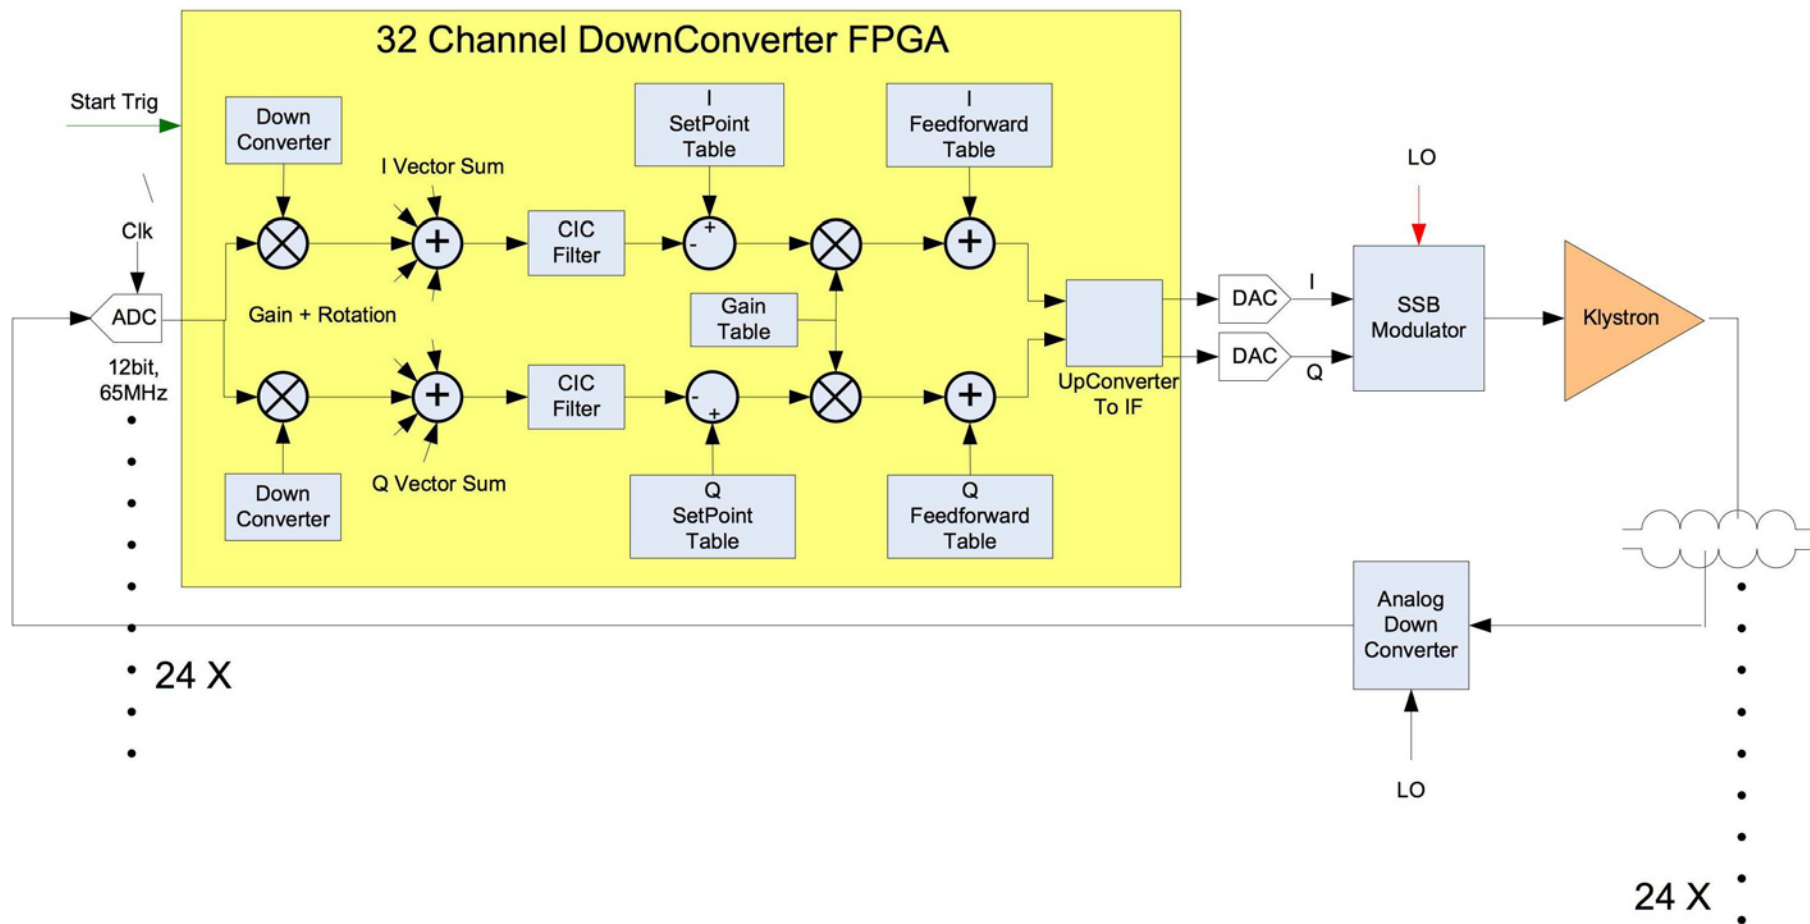 32 Channel DownConverter FPGA
Start Trig
Down
Converter
I Vector Sum
I
SetPoint
Table
I
Feedforward
Table
LO
Clk
CIC
Filter
+
-
+
+
ADC
12bit,
65MHz
Gain + Rotation
Gain
Table
DAC
I
SSB
Modulator
Klystron
DAC
Q
UpConverter
To IF
+
CIC
Filter
-
+
+
Down
Converter
Q Vector Sum
Q
SetPoint
Table
Q
Feedforward
Table
Analog
Down
Converter
24 X
LO
24 X